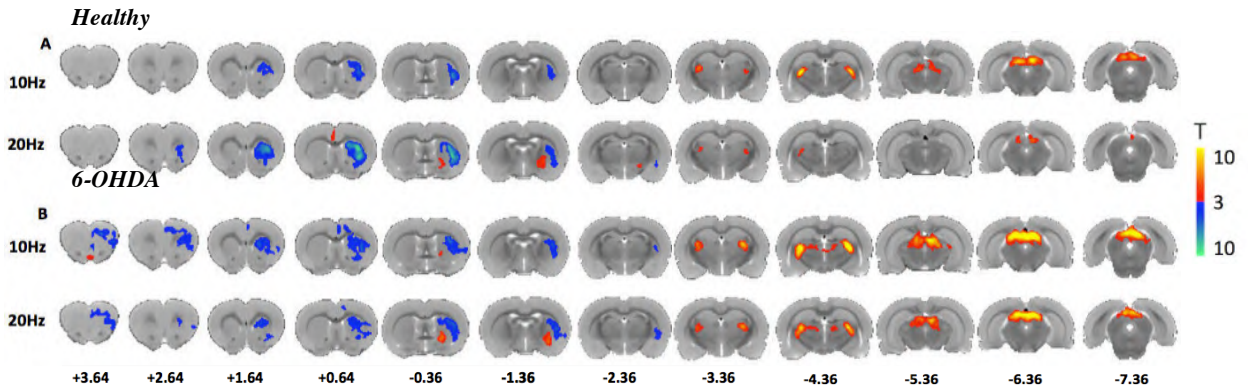 Healthy
A
10Hz
20Hz
T
10
3
10
6-OHDA
B
10Hz
20Hz
+3.64 +2.64 +1.64 +0.64 -0.36 -1.36 -2.36 -3.36 -4.36 -5.36 -6.36 -7.36